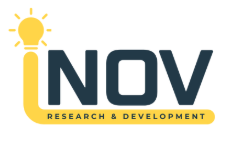 iNOV
RESEARCH & DEVELOPMENT